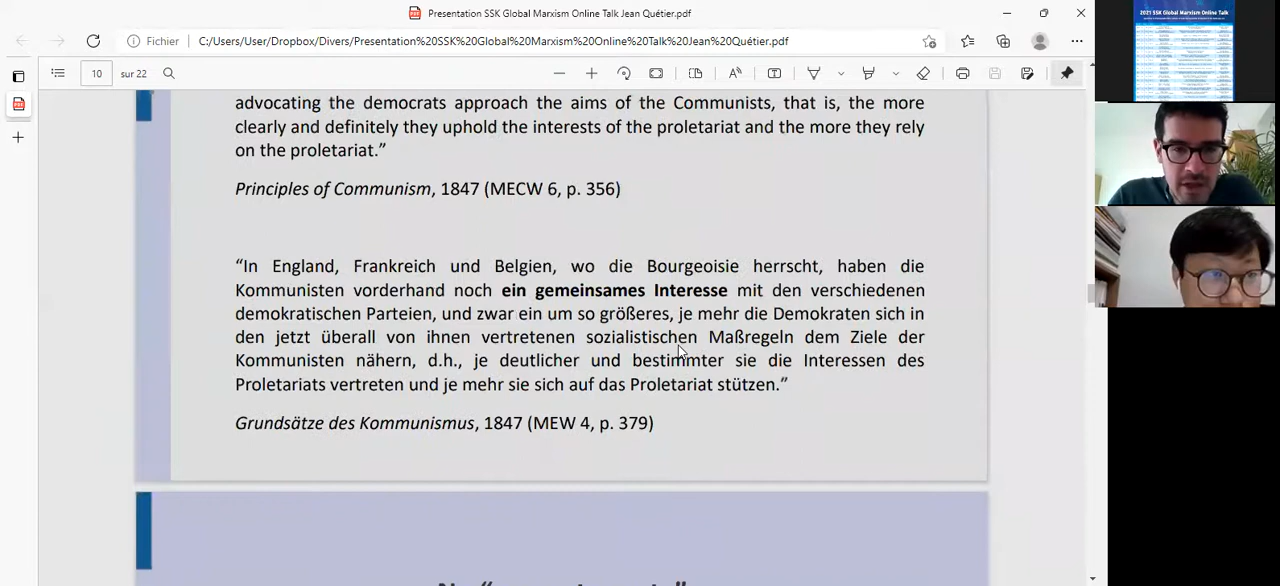 Presentation SSK Global Marxism Online Talk Jean Quétier.pdf
Fichier
C:/Users/User/Dropbox/Divers/Presentation%20SSK%20Global%20Marxism%20Online%20Talk%20Jean%20Quétier.pdf
10 sur 22
2021 SSK Global Marxism Online Talk
advocating the democrats approach the aims of the Communists, that is, the more
clearly and definitely they uphold the interests of the proletariat and the more they rely
on the proletariat.”
Principles of Communism, 1847 (MECW 6, p. 356)
“In England, Frankreich und Belgien, wo die Bourgeoisie herrscht, haben die
Kommunisten vorderhand noch ein gemeinsames Interesse mit den verschiedenen
demokratischen Parteien, und zwar ein um so größeres, je mehr die Demokraten sich in
den jetzt überall von ihnen vertretenen sozialistischen Maßregeln dem Ziele der
Kommunisten nähern, d.h., je deutlicher und bestimmter sie die Interessen des
Proletariats vertreten und je mehr sie sich auf das Proletariat stützen.”
Grundsätze des Kommunismus, 1847 (MEW 4, p. 379)